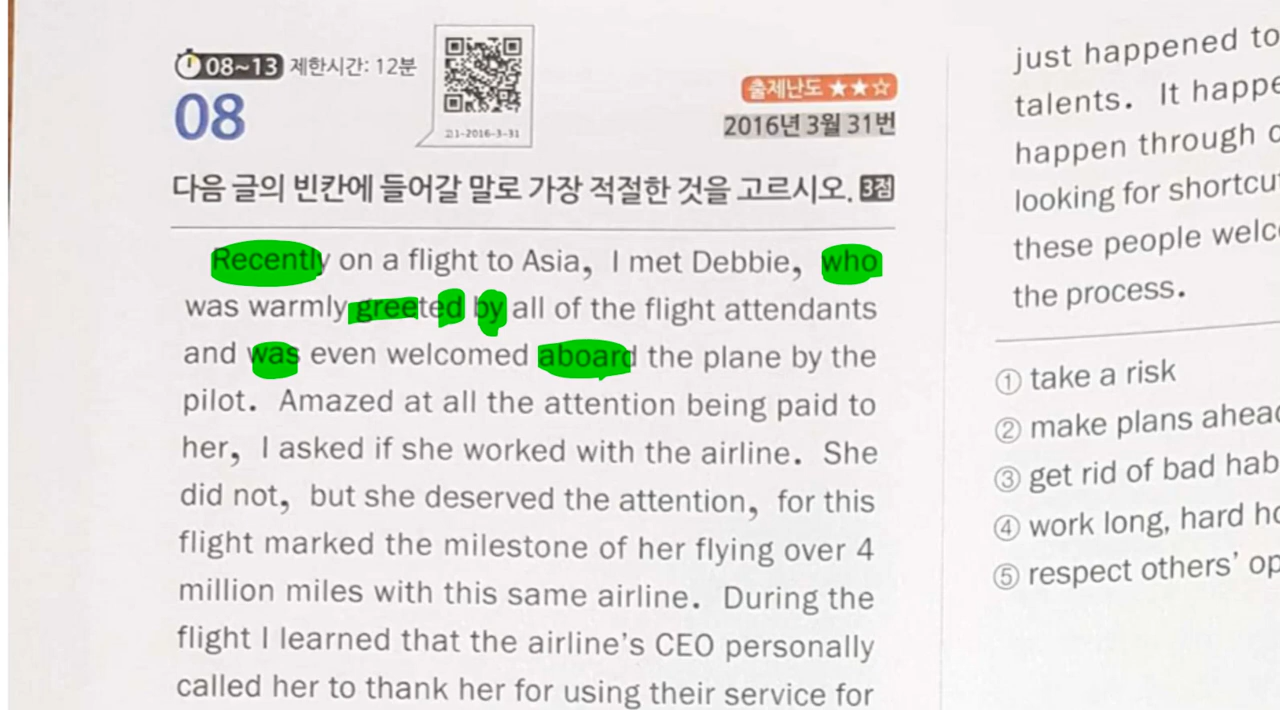 08~13 제한시간: 12분
21-2016-3-31
출제난도 ★★☆
08
2016년 3월 31번
다음 글의 빈칸에 들어갈 말로 가장 적절한 것을 고르시오. 3점
Recently on a flight to Asia, I met Debbie, who
was warmly greeted by all of the flight attendants
and was even welcomed aboard the plane by the
pilot. Amazed at all the attention being paid to
her, I asked if she worked with the airline. She
did not, but she deserved the attention, for this
flight marked the milestone of her flying over 4
million miles with this same airline. During the
flight I learned that the airline's CEO personally
called her to thank her for using their service for
just happened to
talents. It happe
happen through
looking for shortcu
these people welc
the process.
① take a risk
② make plans ahead
③ get rid of bad hab
④ work long, hard ho
⑤ respect others' op